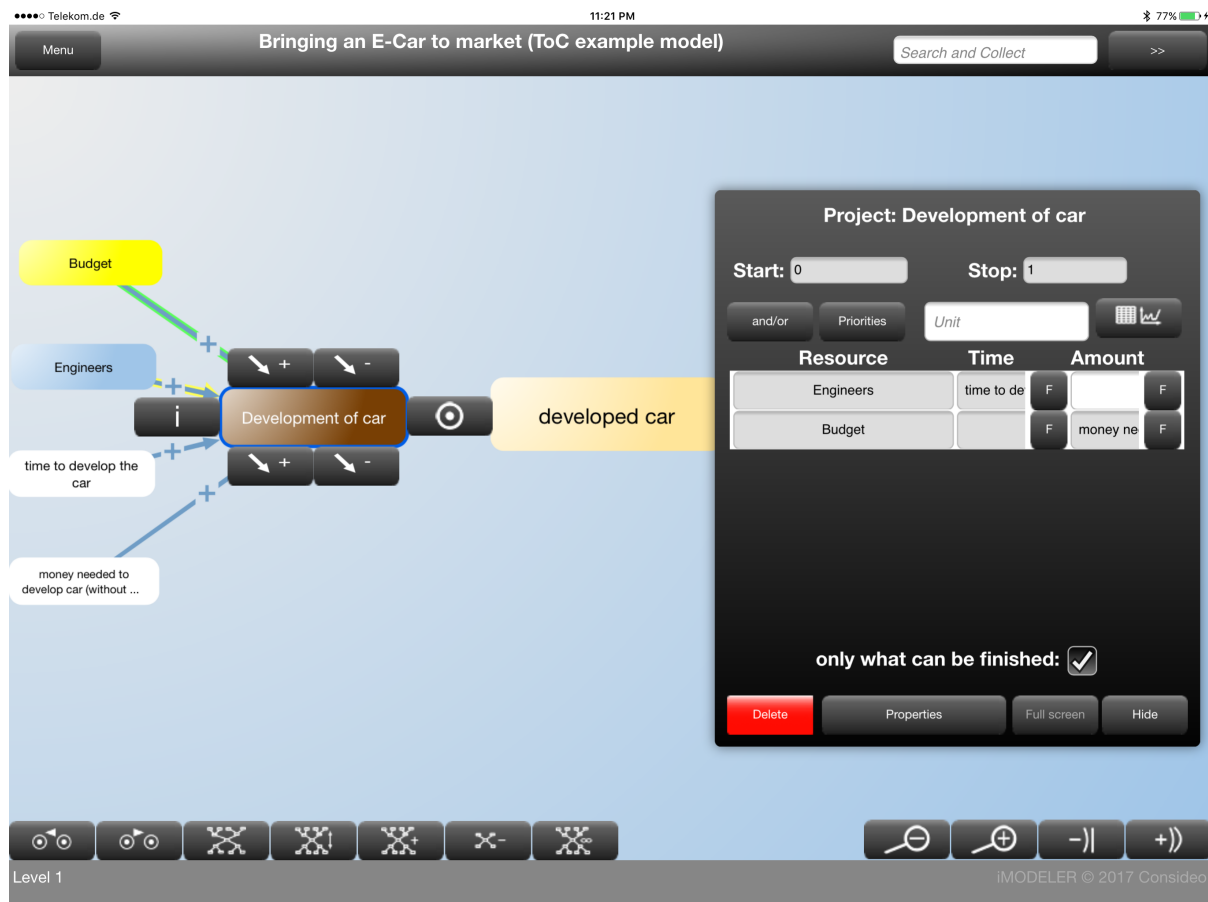 Telekom.de
11:21 PM
77%
Menu
Bringing an E-Car to market (ToC example model)
Search and Collect
>>
Project: Development of car
Start: 0
Stop: 1
and/or
Priorities
Unit
Resource
Time
Amount
Engineers
time to de
F
F
Budget
F
money ne
F
only what can be finished:
Delete
Properties
Full screen
Hide
Budget
Engineers
+
+
+
-
i
Development of car
developed car
+
+
+
-
time to develop the
car
money needed to
develop car (without ...
+
-
∞
-)|
+))
Level 1
iMODELER © 2017 Consideo